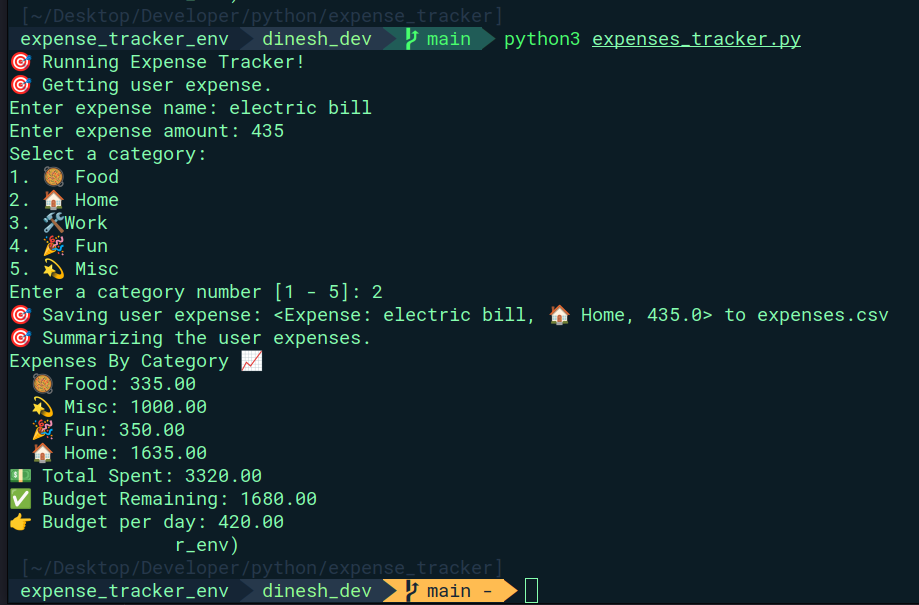 [~/Desktop/Developer/python/expense_tracker]
expense_tracker_env dinesh_dev main python3 expenses_tracker.py
🎯 Running Expense Tracker!
🎯 Getting user expense.
Enter expense name: electric bill
Enter expense amount: 435
Select a category:
1. 🥘 Food
2. 🏠 Home
3. 🛠Work
4. 🎉 Fun
5. 💫 Misc
Enter a category number [1 - 5]: 2
🎯 Saving user expense: <Expense: electric bill, 🏠 Home, 435.0> to expenses.csv
🎯 Summarizing the user expenses.
Expenses By Category 📈
🥘 Food: 335.00
💫 Misc: 1000.00
🎉 Fun: 350.00
🏠 Home: 1635.00
💵 Total Spent: 3320.00
✅ Budget Remaining: 1680.00
👉 Budget per day: 420.00
r_env)
[~/Desktop/Developer/python/expense_tracker]
expense_tracker_env dinesh_dev main -